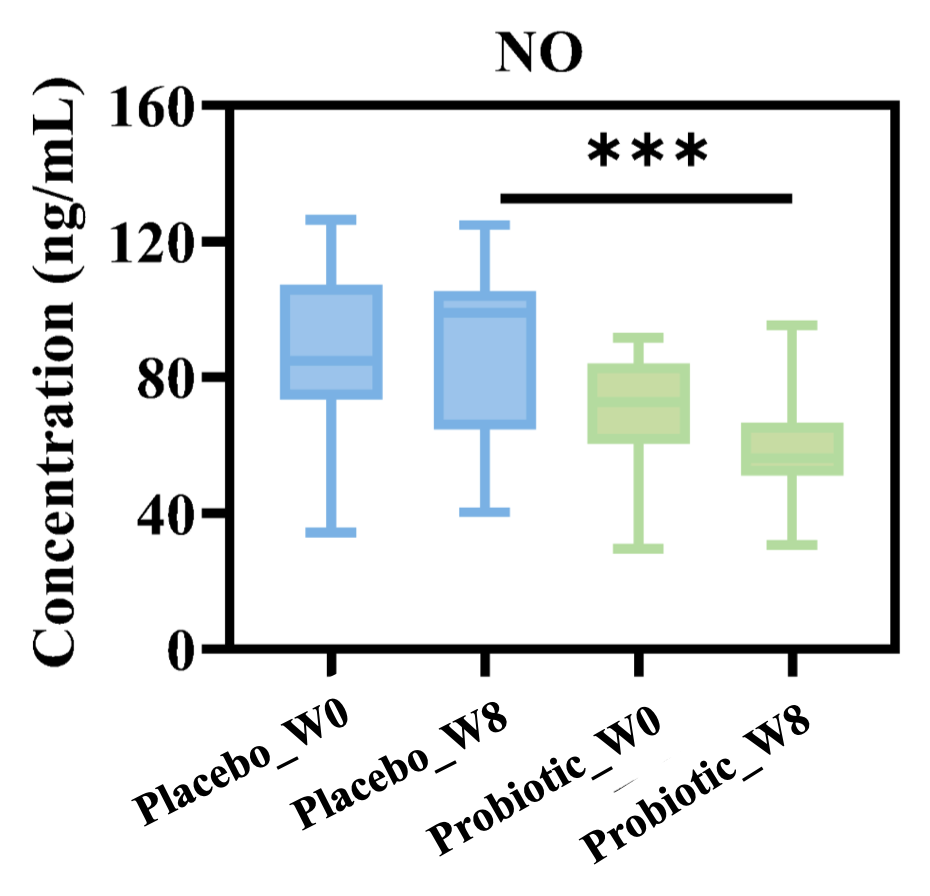 NO
Concentration (ng/mL)
160
120
80
40
0
***
Placebo_W0
Placebo_W8
Probiotic_W0
Probiotic_W8